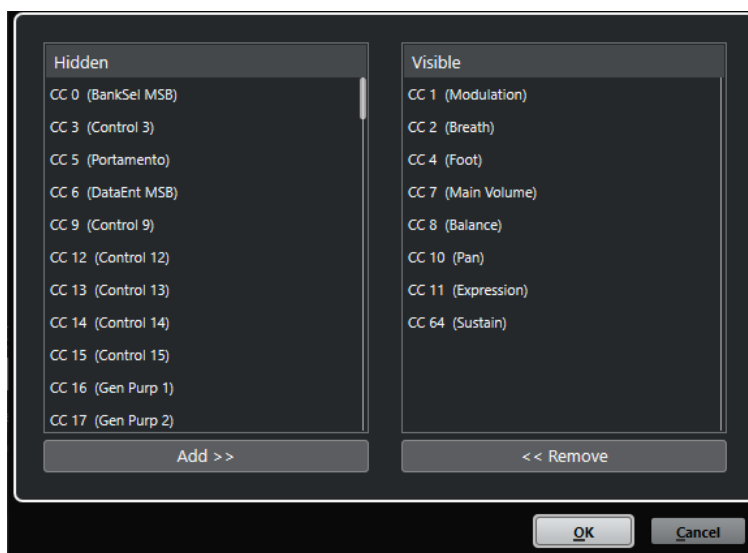 Hidden
CC 0 (BankSel MSB)
CC 3 (Control 3)
CC 5 (Portamento)
CC 6 (DataEnt MSB)
CC 9 (Control 9)
CC 12 (Control 12)
CC 13 (Control 13)
CC 14 (Control 14)
CC 15 (Control 15)
CC 16 (Gen Purp 1)
CC 17 (Gen Purp 2)
Add >>
Visible
CC 1 (Modulation)
CC 2 (Breath)
CC 4 (Foot)
CC 7 (Main Volume)
CC 8 (Balance)
CC 10 (Pan)
CC 11 (Expression)
CC 64 (Sustain)
<< Remove
OK
Cancel